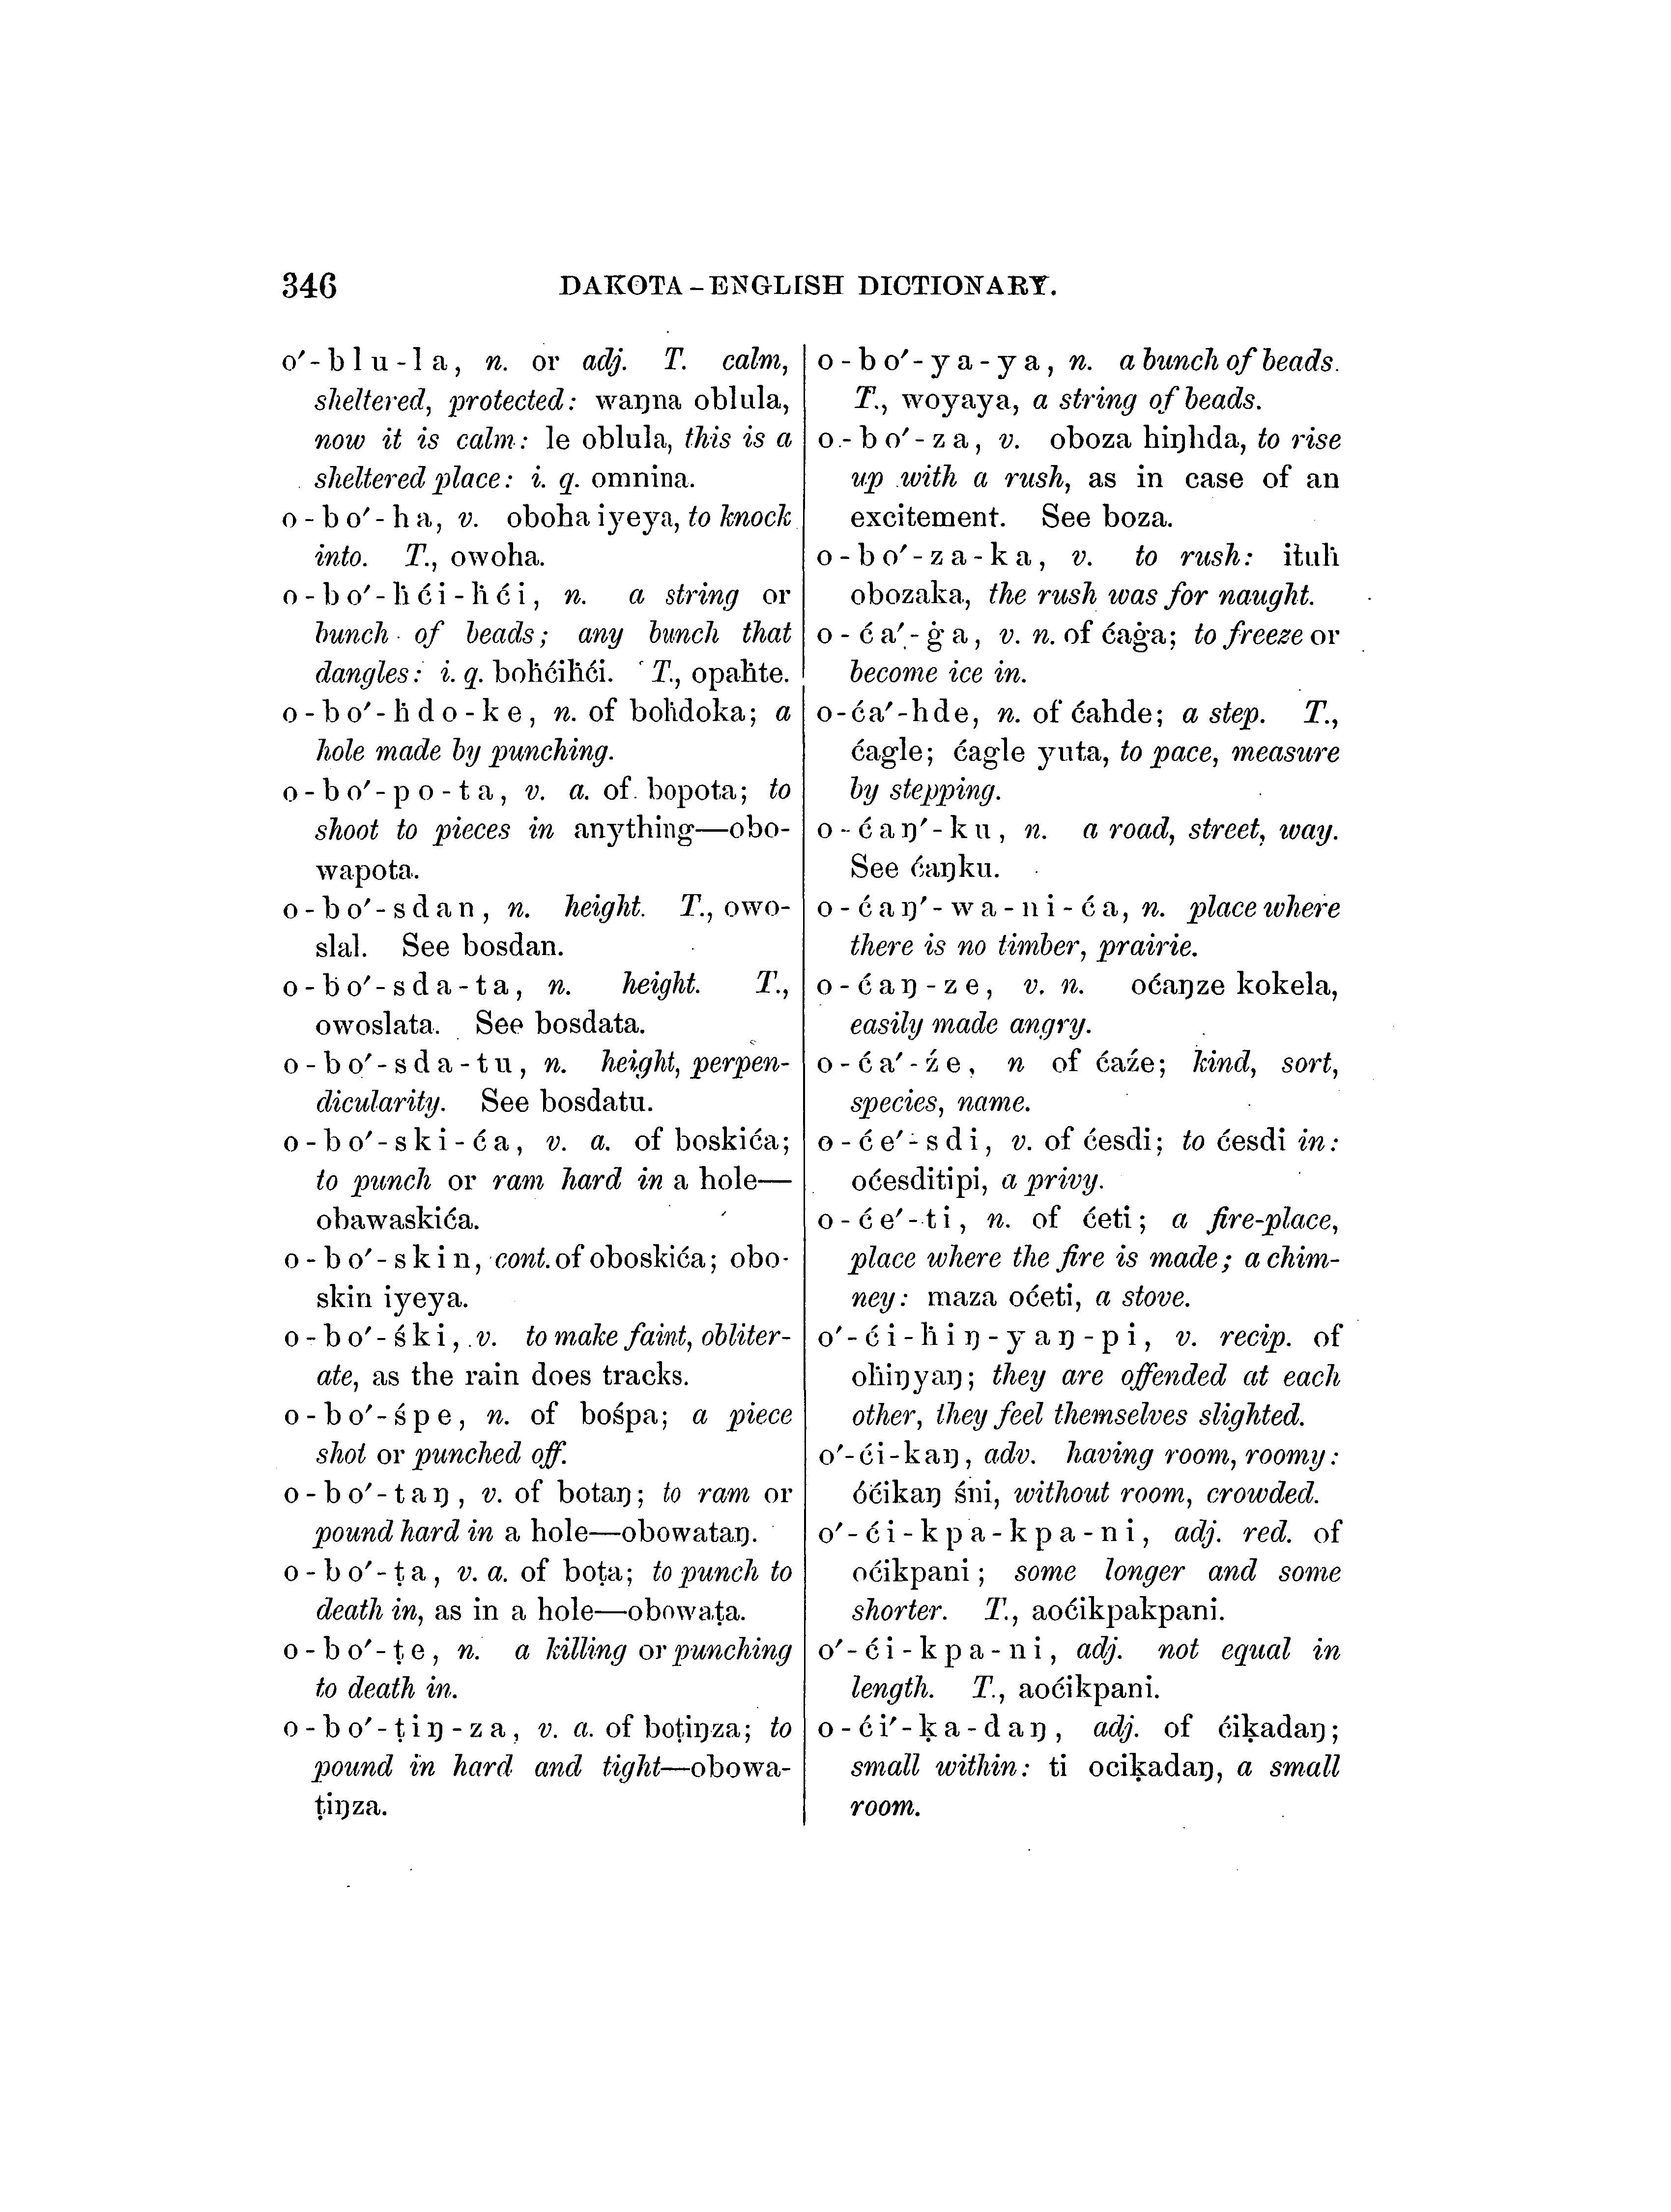 346 DAKOTA-ENGLISH DICTIONARY.
o′-blu-la, n. or adj. T. calm,
sheltered, protected: waŋna oblula,
now it is calm: le oblula, this is a
sheltered place: i. q. omnina.
o-bo′-ha, v. oboha iyeya, to knock
into. T., owoha.
o-bo′-ḣći-ḣći, n. a string or
bunch of beads; any bunch that
dangles: i. q. boḣćiḣći. T., opaḣte.
o-bo′-ḣdo-ke, n. of boḣdoka; a
hole made by punching.
o-bo′-po-ta, v. a. of bopota; to
shoot to pieces in anything—obo-
wapota.
o-bo′-sdan, n. height. T., owo-
slal. See bosdan.
o-bo′-sda-ta, n. height. T.,
owoslata. See bosdata.
o-bo′-sda-tu, n. height, perpen-
dicularity. See bosdatu.
o-bo′-ski-ća, v. a. of boskića;
to punch or ram hard in a hole—
obawaskića.
o-bo′-skin, cont. of oboskića; obo-
skin iyeya.
o-bo′-śki, v. to make faint, obliter-
ate, as the rain does tracks.
o-bo′-śpe, n. of bośpa; a piece
shot or punched off.
o-bo′-taŋ, v. of botaŋ; to ram or
pound hard in a hole—obowataŋ.
o-bo′-ṭa, v. a. of boṭa; to punch to
death in, as in a hole—obowaṭa.
o-bo′-ṭe, n. a killing or punching
to death in.
o-bo′-ṭiŋ-za, v. a. of boṭiŋza; to
pound in hard and tight—obowa-
ṭiŋza.
o-bo′-ya-ya, n. a bunch of beads.
T., woyaya, a string of beads.
o-bo′-za, v. oboza hiŋhda, to rise
up with a rush, as in case of an
excitement. See boza.
o-bo′-za-ka, v. to rush: ituḣ
obozaka, the rush was for naught.
o-ća′-ġa, v. n. of ćaġa; to freeze or
become ice in.
o-ća′-hde, n. of ćahde; a step. T.,
ćagle; ćagle yuta, to pace, measure
by stepping.
o-ćaŋ′-ku, n. a road, street, way.
See ćaŋku.
o-ćaŋ′-wa-ni-ća, n. place where
there is no timber, prairie.
o-ćaŋ-ze, v. n. oćaŋze kokela,
easily made angry.
o-ća′-źe, n of ćaźe; kind, sort,
species, name.
o-će′-sdi, v. of ćesdi; to ćesdi in:
oćesditipi, a privy.
o-će′-ti, n. of ćeti; a fire-place,
place where the fire is made; a chim-
ney: maza oćeti, a stove.
o′-ći-ḣiŋ-yaŋ-pi, v. recip. of
oḣiŋyaŋ; they are offended at each
other, they feel themselves slighted.
o′-ći-kaŋ, adv. having room, roomy:
óćikaŋ śni, without room, crowded.
o′-ći-kpa-kpa-ni, adj. red. of
oćikpani; some longer and some
shorter. T., aoćikpakpani.
o′-ći-kpa-ni, adj. not equal in
length. T., aoćikpani.
o-ći′-ḳa-daŋ, adj. of ćiḳadaŋ;
small within: ti ociḳadaŋ, a small
room.